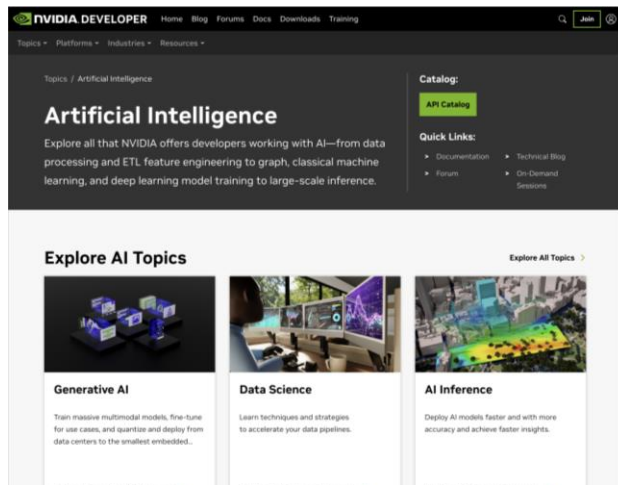 NVIDIA. DEVELOPER Home Blog Forums Docs Downloads Training Join
Topics Platforms Industries Resources
Topics / Artificial Intelligence
Artificial Intelligence
Explore all that NVIDIA offers developers working with AI—from data
processing and ETL feature engineering to graph, classical machine
learning, and deep learning model training to large-scale inference.
Catalog:
API Catalog
Quick Links:
Documentation
Technical Blog
Forum
On-Demand
Sessions
Explore AI Topics
Explore All Topics
Generative AI
Train massive multimodal models, fine-tune
for use cases, and quantize and deploy from
data centers to the smallest embedded...
Data Science
Learn techniques and strategies
to accelerate your data pipelines.
AI Inference
Deploy AI models faster and with more
accuracy and achieve faster insights.